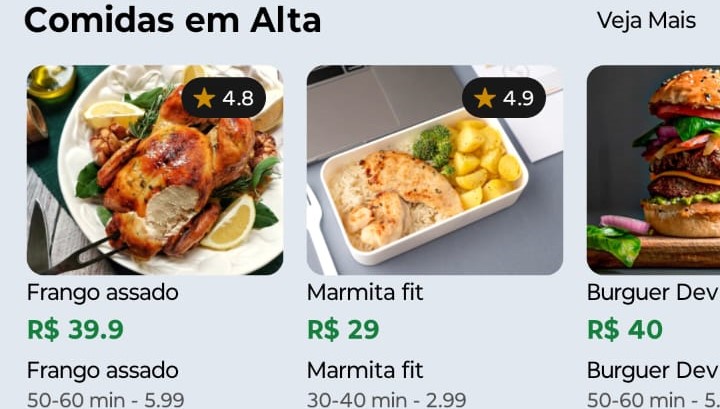 Comidas em Alta
Veja Mais
4.8
4.9
Frango assado
Marmita fit
Burguer Dev
R$ 39.9
R$ 29
R$ 40
Frango assado
Marmita fit
Burguer Dev
50-60 min - 5.99
30-40 min - 2.99
50-60 min - 5.